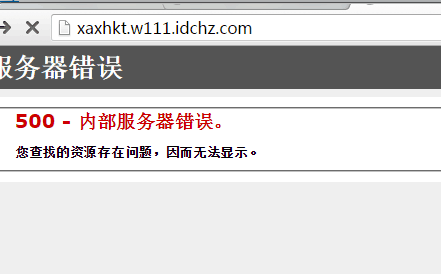 xaxhkt.w111.idchz.com
服务器错误
500 - 内部服务器错误。
您查找的资源存在问题，因而无法显示。